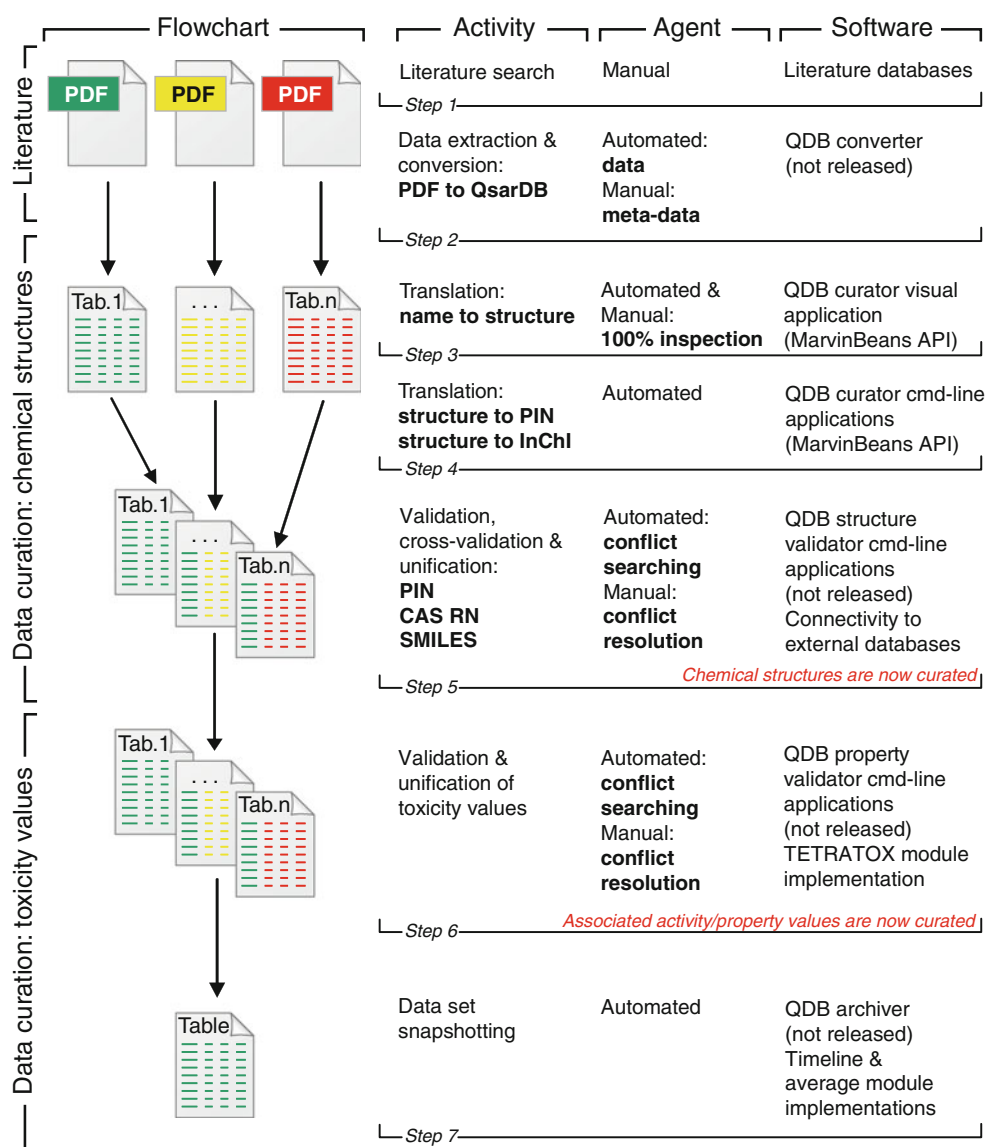 Flowchart
Activity
Agent
Software
Literature
PDF
PDF
PDF
Literature search
Manual
Literature databases
Step 1
Data extraction &
conversion:
PDF to QsarDB
Automated:
data
Manual:
meta-data
QDB converter
(not released)
Step 2
Data curation: chemical structures
Tab.1
. . .
Tab.n
Translation:
name to structure
Automated &
Manual:
100% inspection
QDB curator visual
application
(MarvinBeans API)
Step 3
Translation:
structure to PIN
structure to InChI
Automated
QDB curator cmd-line
applications
(MarvinBeans API)
Step 4
Tab.1
. . .
Tab.n
Validation,
cross-validation &
unification:
PIN
CAS RN
SMILES
Automated:
conflict
searching
Manual:
conflict
resolution
QDB structure
validator cmd-line
applications
(not released)
Connectivity to
external databases
Chemical structures are now curated
Step 5
Data curation: toxicity values
Tab.1
. . .
Tab.n
Validation &
unification of
toxicity values
Automated:
conflict
searching
Manual:
conflict
resolution
QDB property
validator cmd-line
applications
(not released)
TETRATOX module
implementation
Associated activity/property values are now curated
Step 6
Table
Data set
snapshotting
Automated
QDB archiver
(not released)
Timeline &
average module
implementations
Step 7